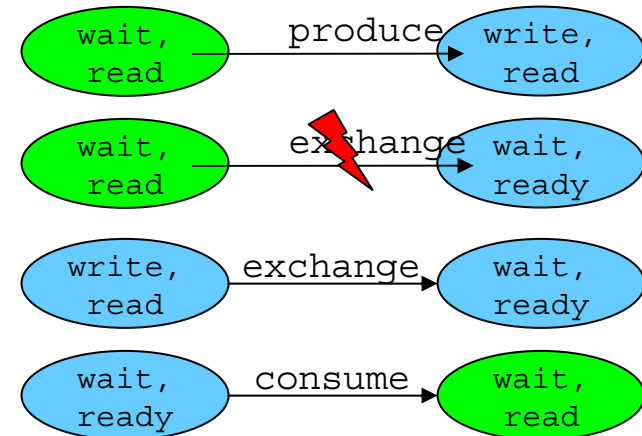 wait,
read
produce
write,
read
wait,
read
exchange
wait,
ready
write,
read
exchange
wait,
ready
wait,
ready
consume
wait,
read